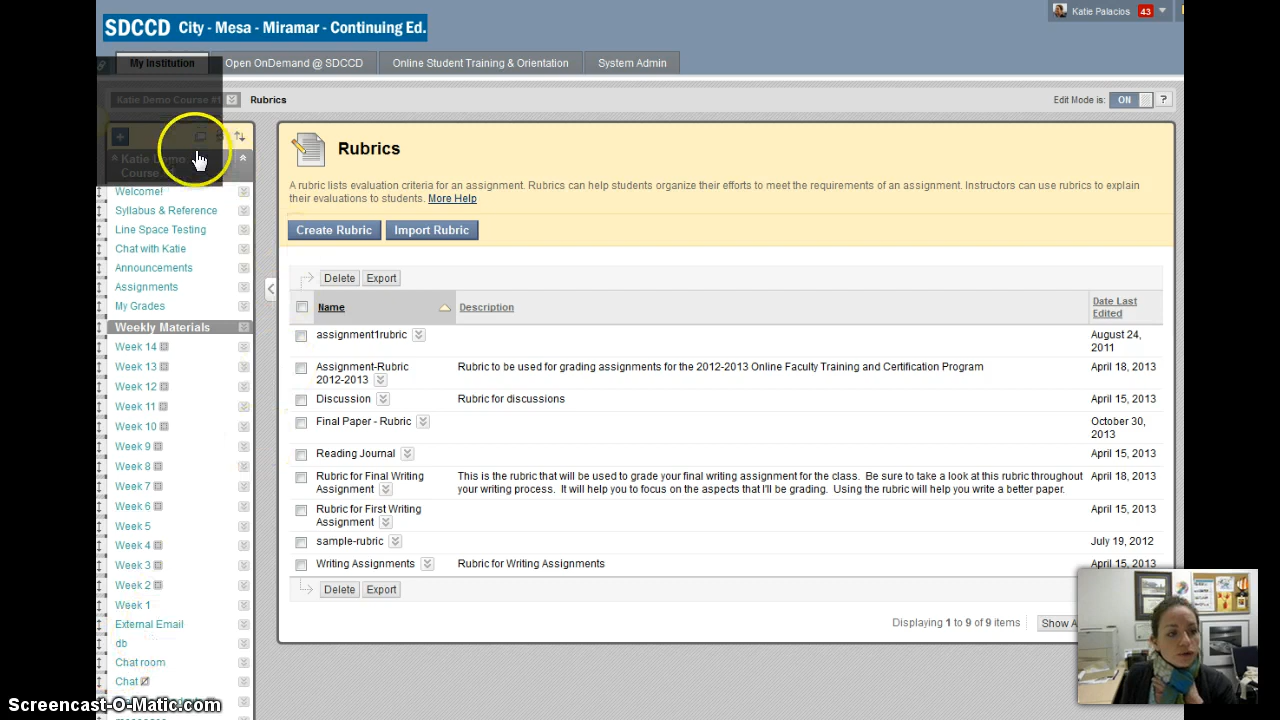 SDCCD City - Mesa - Miramar - Continuing Ed.
Katie Palacios 43
My Institution
Open OnDemand @ SDCCD
Online Student Training & Orientation
System Admin
Katie Demo Course #1
Rubrics
Edit Mode is: ON ?
Katie Demo
Course
Welcome!
Syllabus & Reference
Line Space Testing
Chat with Katie
Announcements
Assignments
My Grades
Weekly Materials
Week 14
Week 13
Week 12
Week 11
Week 10
Week 9
Week 8
Week 7
Week 6
Week 5
Week 4
Week 3
Week 2
Week 1
External Email
db
Chat room
Chat
Rubrics
A rubric lists evaluation criteria for an assignment. Rubrics can help students organize their efforts to meet the requirements of an assignment. Instructors can use rubrics to explain
their evaluations to students. More Help
Create Rubric
Import Rubric
Delete Export
Name Description Date Last
Edited
assignment1rubric August 24,
2011
Assignment-Rubric Rubric to be used for grading assignments for the 2012-2013 Online Faculty Training and Certification Program April 18, 2013
2012-2013
Discussion Rubric for discussions April 15, 2013
Final Paper - Rubric October 30,
2013
Reading Journal April 15, 2013
Rubric for Final Writing This is the rubric that will be used to grade your final writing assignment for the class. Be sure to take a look at this rubric throughout April 18, 2013
Assignment your writing process. It will help you to focus on the aspects that I'll be grading. Using the rubric will help you write a better paper.
Rubric for First Writing April 15, 2013
Assignment
sample-rubric July 19, 2012
Writing Assignments Rubric for Writing Assignments April 15, 2013
Delete Export
Displaying 1 to 9 of 9 items Show
Screencast-O-Matic.com